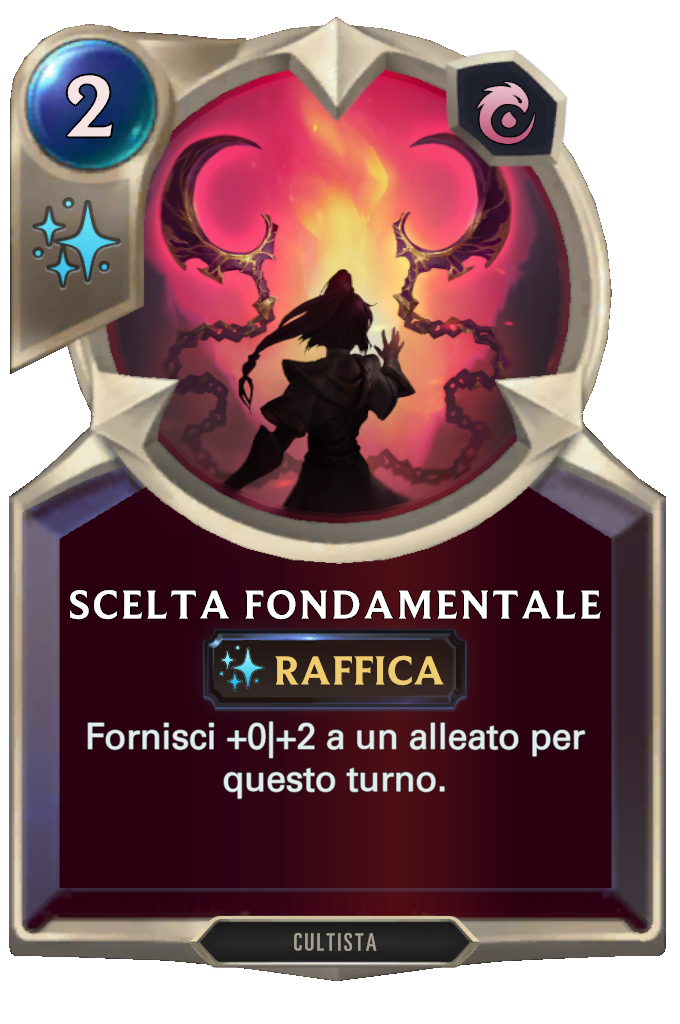 2
SCELTA FONDAMENTALE
RAFFICA
Fornisci +0|+2 a un alleato per
questo turno.
CULTISTA